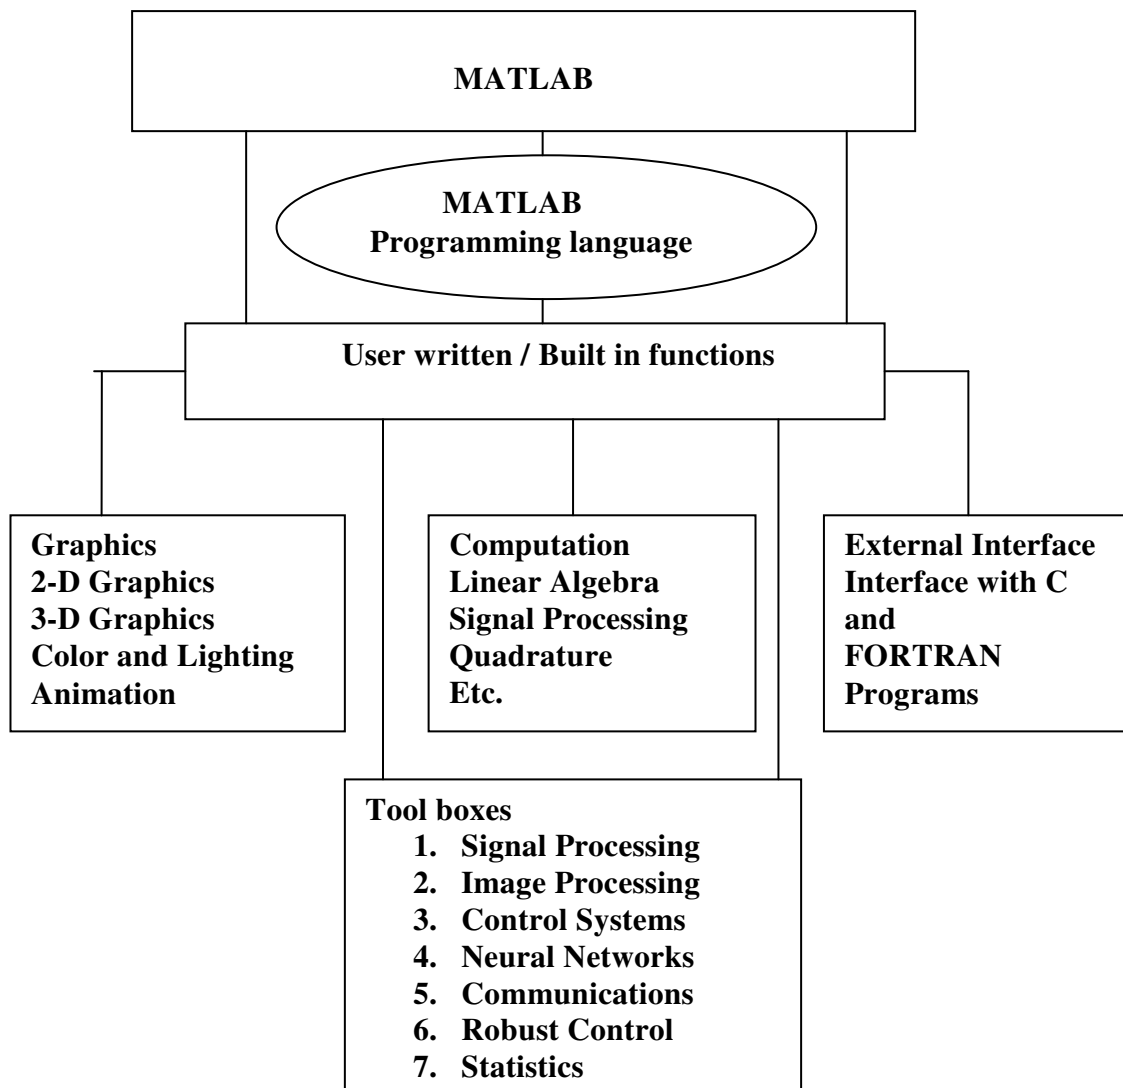 MATLAB
MATLAB
Programming language
User written / Built in functions
Graphics
2-D Graphics
3-D Graphics
Color and Lighting
Animation
Computation
Linear Algebra
Signal Processing
Quadrature
Etc.
External Interface
Interface with C
and
FORTRAN
Programs
Tool boxes
1. Signal Processing
2. Image Processing
3. Control Systems
4. Neural Networks
5. Communications
6. Robust Control
7. Statistics